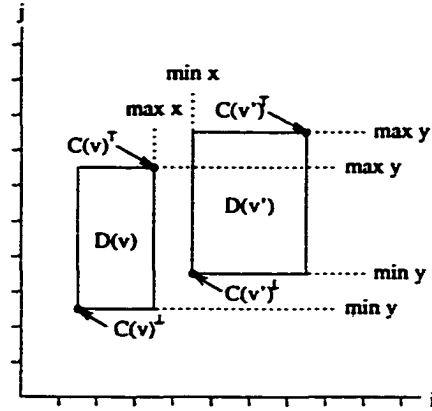 j
min x
max x
C(v')⊤
max y
C(v)⊤
max y
D(v')
D(v)
min y
C(v')⊥
min y
C(v)⊥
i